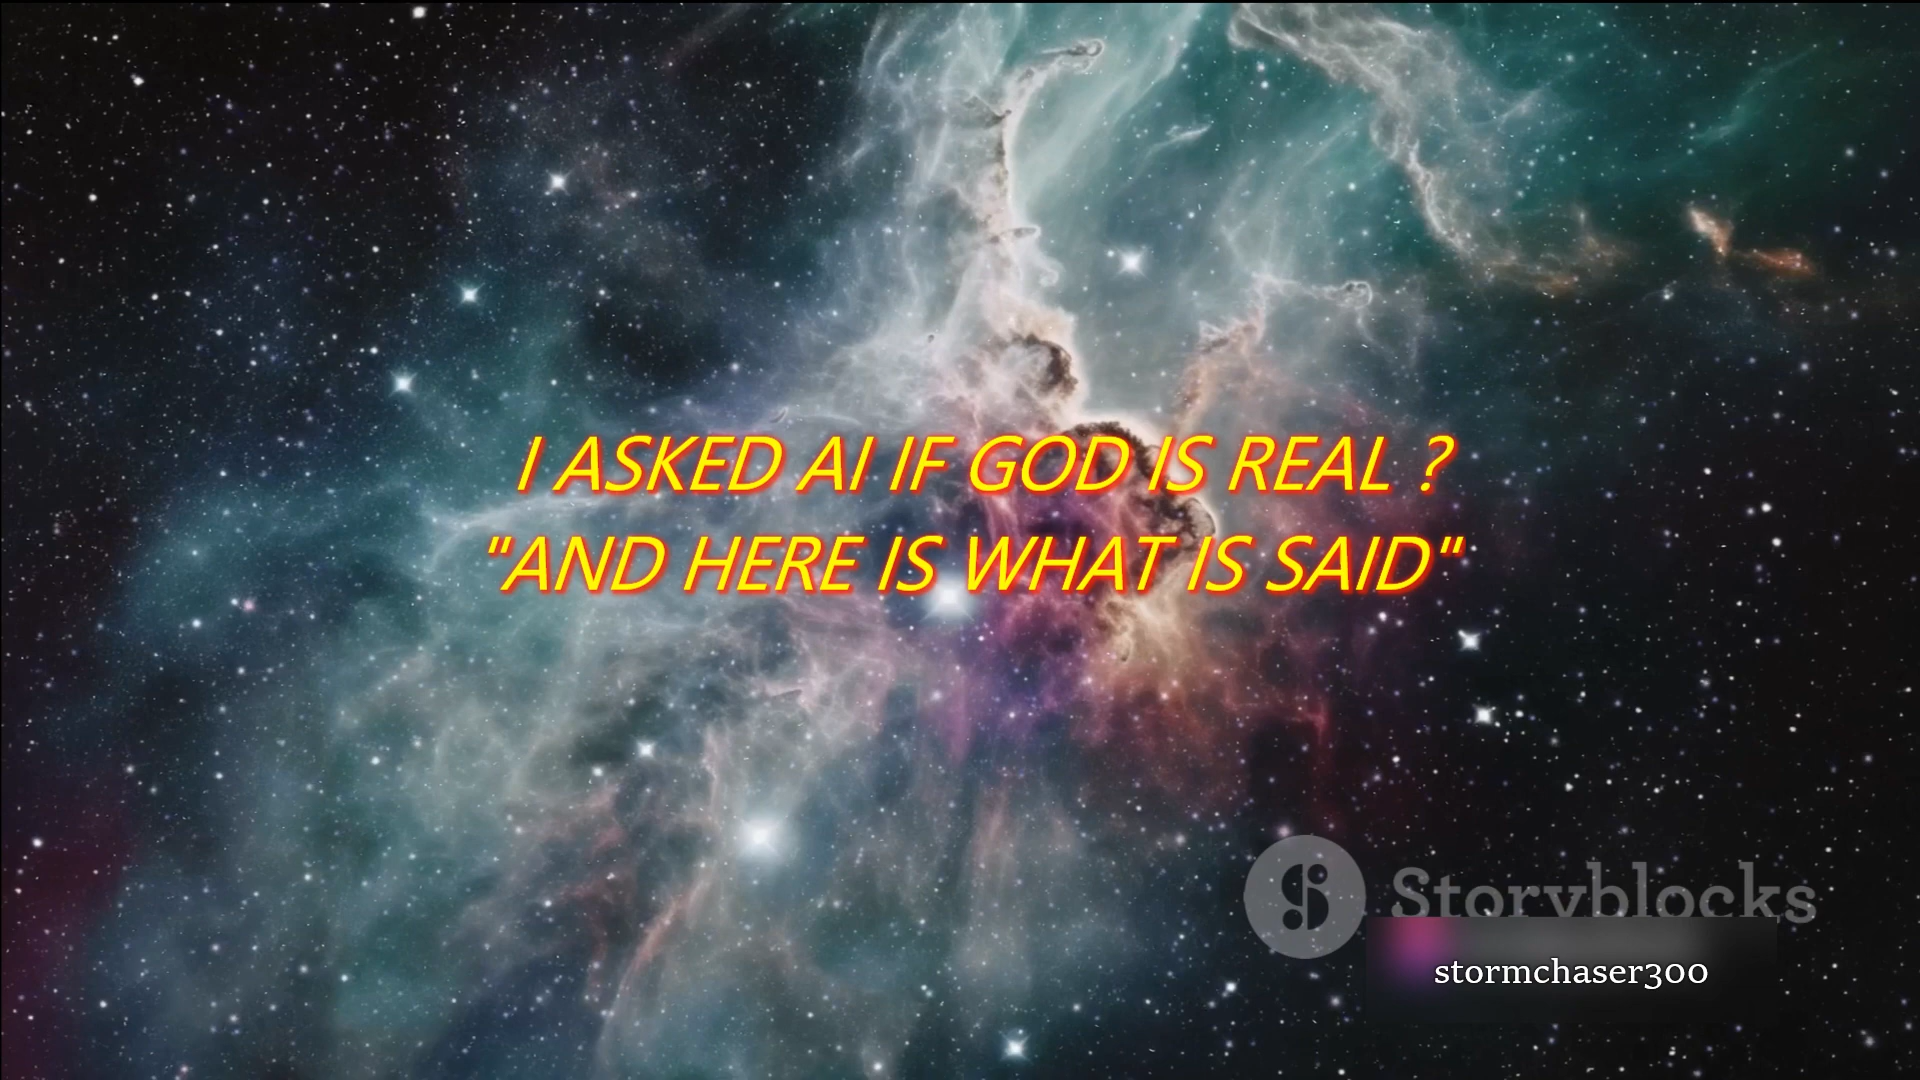 I ASKED AI IF GOD IS REAL ?
"AND HERE IS WHAT IS SAID"
Storyblocks
stormchaser300